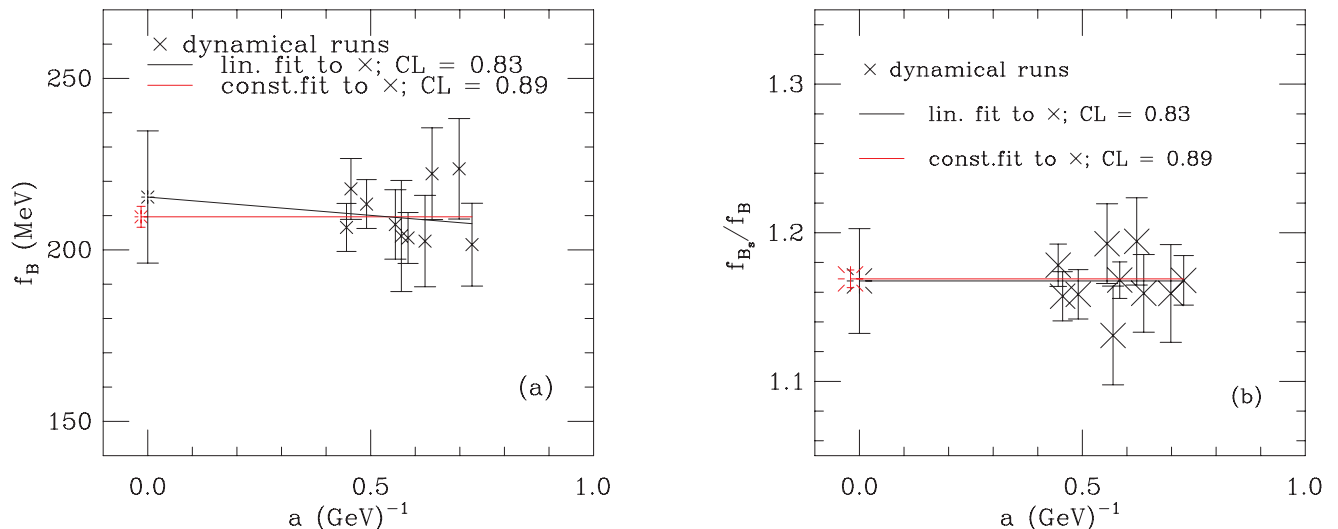 × dynamical runs
lin. fit to ×; CL = 0.83
const.fit to ×; CL = 0.89
250
200
150
f_B (MeV)
(a)
0.0 0.5 1.0
a (GeV)⁻¹
× dynamical runs
lin. fit to ×; CL = 0.83
const.fit to ×; CL = 0.89
1.3
1.2
1.1
f_{B_s}/f_B
(b)
0.0 0.5 1.0
a (GeV)⁻¹